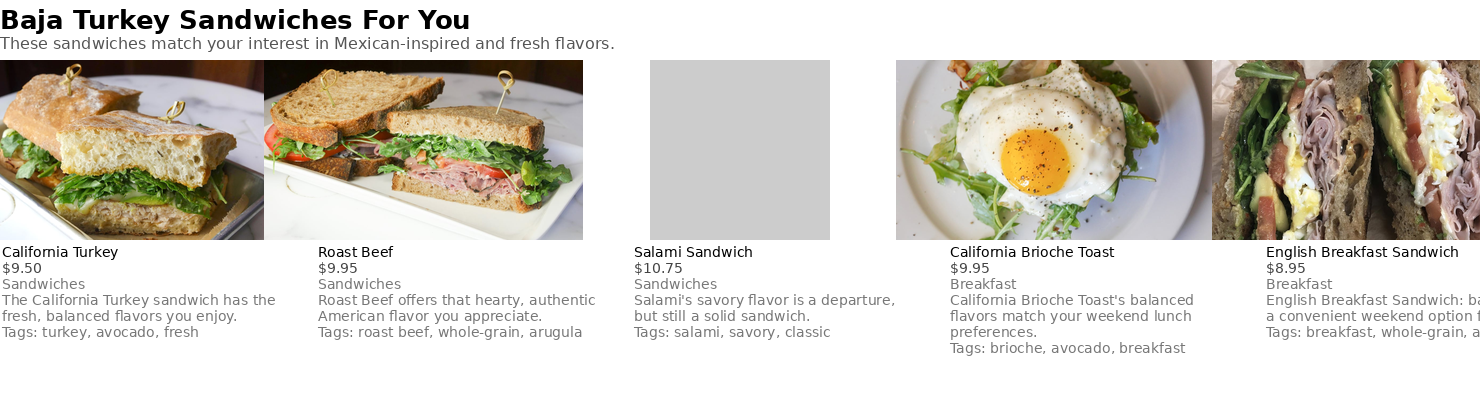 Baja Turkey Sandwiches For You
These sandwiches match your interest in Mexican-inspired and fresh flavors.
California Turkey
$9.50
Sandwiches
The California Turkey sandwich has the
fresh, balanced flavors you enjoy.
Tags: turkey, avocado, fresh
Roast Beef
$9.95
Sandwiches
Roast Beef offers that hearty, authentic
American flavor you appreciate.
Tags: roast beef, whole-grain, arugula
Salami Sandwich
$10.75
Sandwiches
Salami's savory flavor is a departure,
but still a solid sandwich.
Tags: salami, savory, classic
California Brioche Toast
$9.95
Breakfast
California Brioche Toast's balanced
flavors match your weekend lunch
preferences.
Tags: brioche, avocado, breakfast
English Breakfast Sandwich
$8.95
Breakfast
English Breakfast Sandwich:
a convenient weekend option
Tags: breakfast, whole-grain,